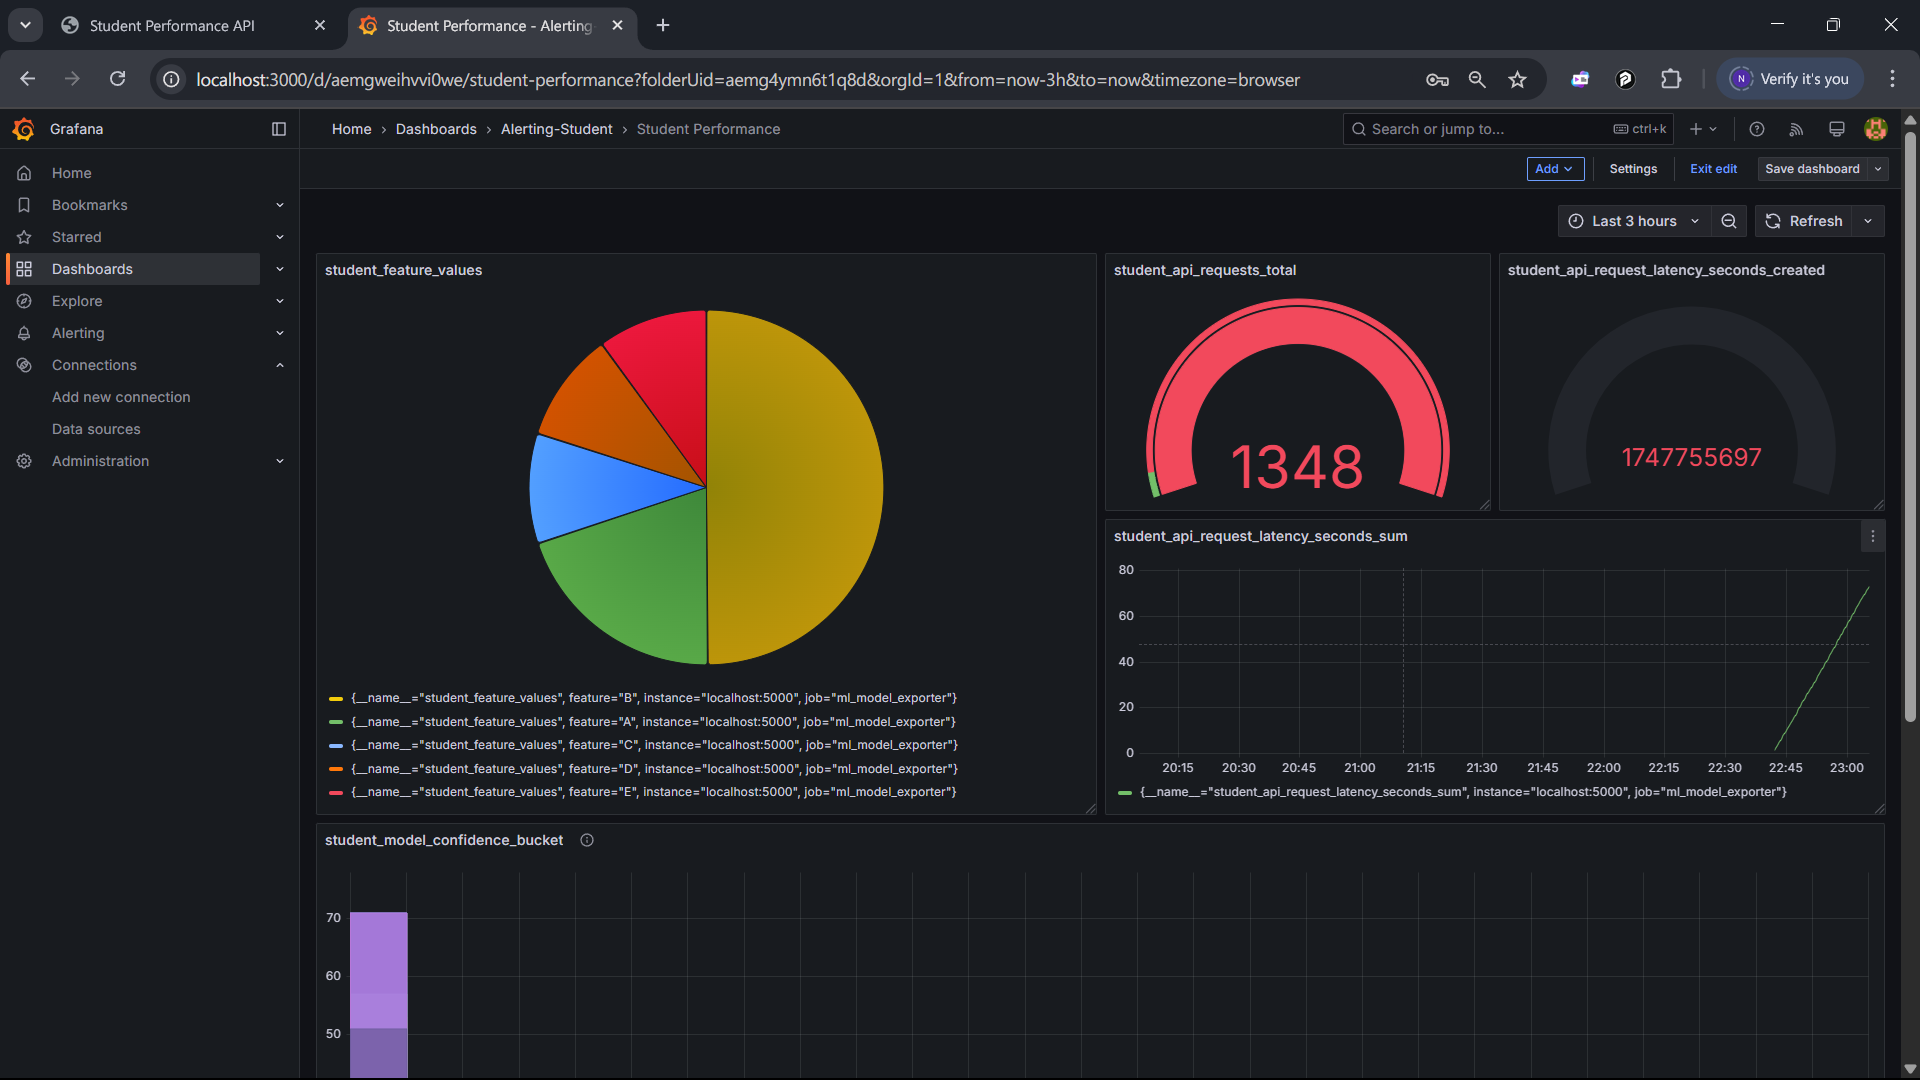 Student Performance API
Student Performance - Alerting
localhost:3000/d/aemgweihvvi0we/student-performance?folderUid=aemg4ymn6t1q8d&orgId=1&from=now-3h&to=now&timezone=browser
N
Verify it's you
Grafana
Home › Dashboards › Alerting-Student › Student Performance
Search or jump to...
ctrl+k
Home
Bookmarks
Starred
Dashboards
Explore
Alerting
Connections
Add new connection
Data sources
Administration
Add
Settings
Exit edit
Save dashboard
Last 3 hours
Refresh
student_feature_values
{__name__="student_feature_values", feature="B", instance="localhost:5000", job="ml_model_exporter"}
{__name__="student_feature_values", feature="A", instance="localhost:5000", job="ml_model_exporter"}
{__name__="student_feature_values", feature="C", instance="localhost:5000", job="ml_model_exporter"}
{__name__="student_feature_values", feature="D", instance="localhost:5000", job="ml_model_exporter"}
{__name__="student_feature_values", feature="E", instance="localhost:5000", job="ml_model_exporter"}
student_api_requests_total
1348
student_api_request_latency_seconds_created
1747755697
student_api_request_latency_seconds_sum
80
60
40
20
0
20:15 20:30 20:45 21:00 21:15 21:30 21:45 22:00 22:15 22:30 22:45 23:00
{__name__="student_api_request_latency_seconds_sum", instance="localhost:5000", job="ml_model_exporter"}
student_model_confidence_bucket
70
60
50